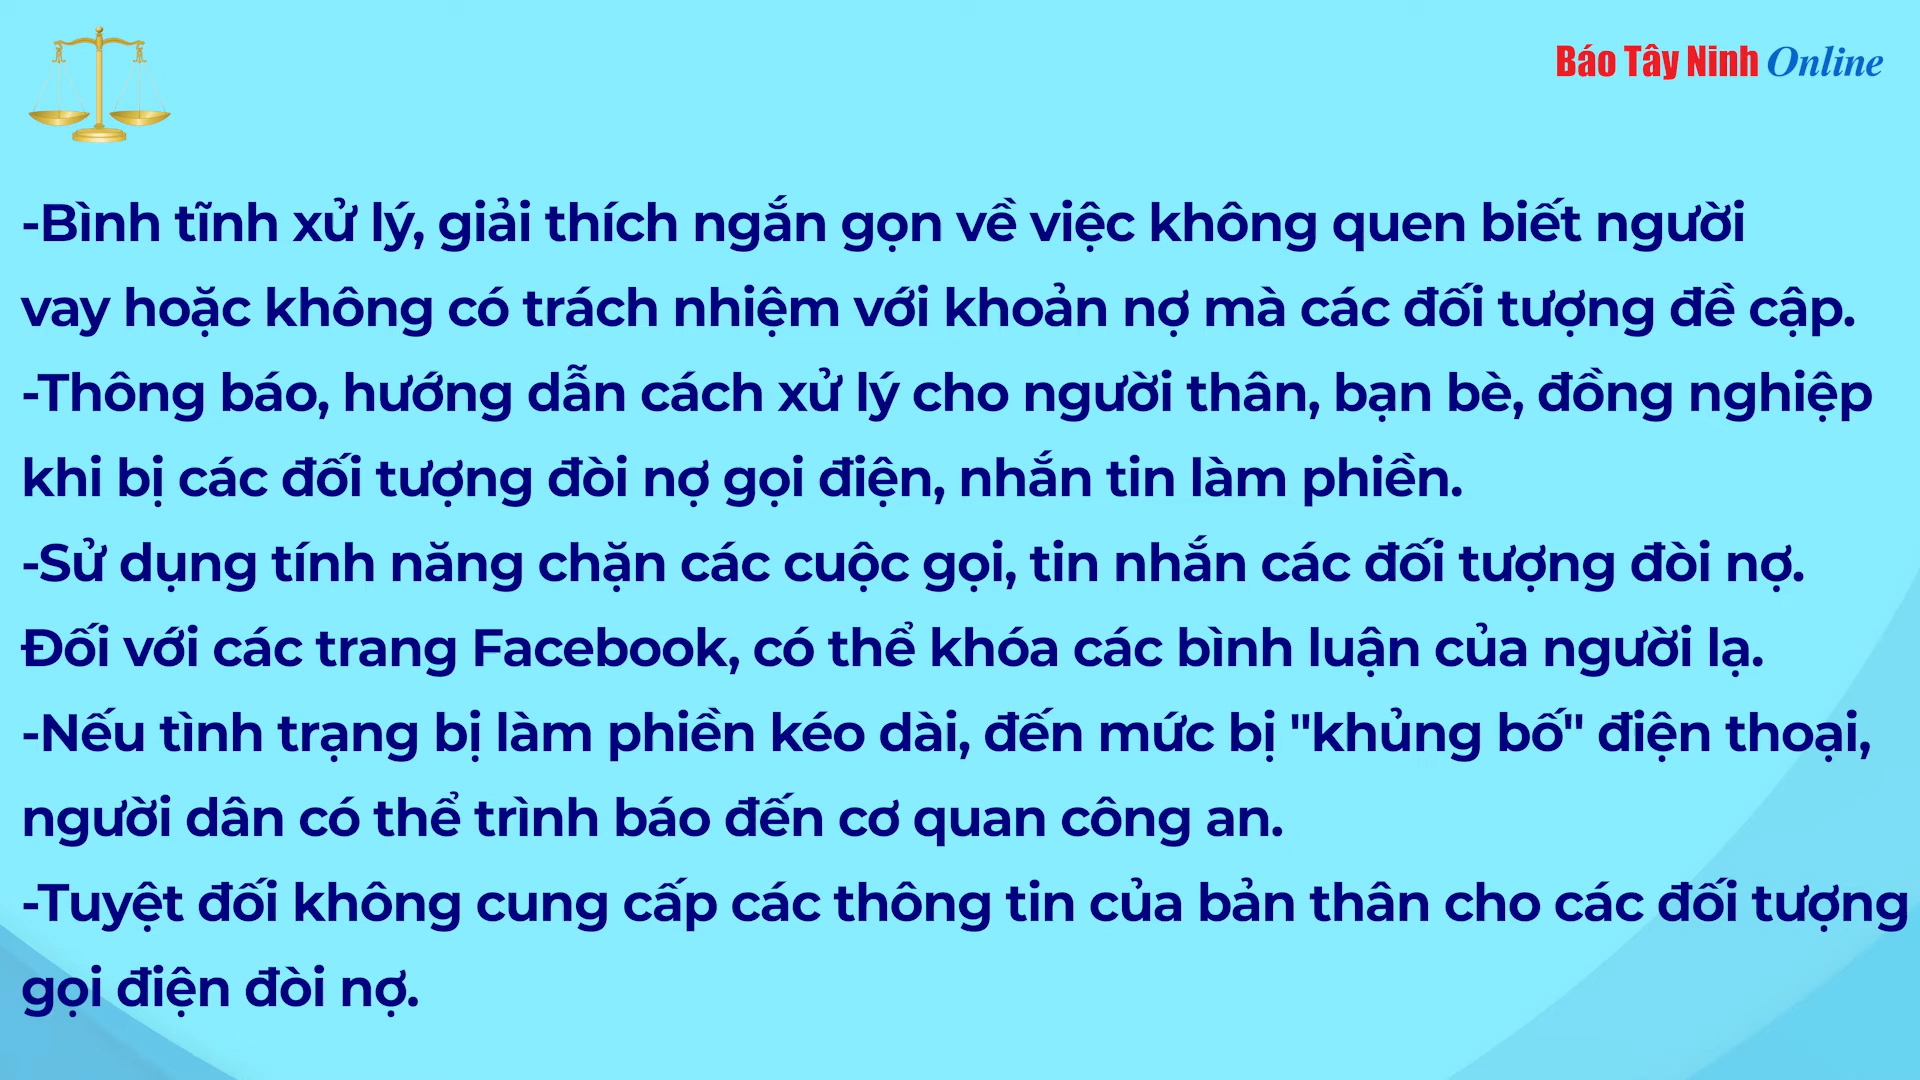 Báo Tây Ninh Online
-Bình tĩnh xử lý, giải thích ngắn gọn về việc không quen biết người
vay hoặc không có trách nhiệm với khoản nợ mà các đối tượng đề cập.
-Thông báo, hướng dẫn cách xử lý cho người thân, bạn bè, đồng nghiệp
khi bị các đối tượng đòi nợ gọi điện, nhắn tin làm phiền.
-Sử dụng tính năng chặn các cuộc gọi, tin nhắn các đối tượng đòi nợ.
Đối với các trang Facebook, có thể khóa các bình luận của người lạ.
-Nếu tình trạng bị làm phiền kéo dài, đến mức bị "khủng bố" điện thoại,
người dân có thể trình báo đến cơ quan công an.
-Tuyệt đối không cung cấp các thông tin của bản thân cho các đối tượng
gọi điện đòi nợ.